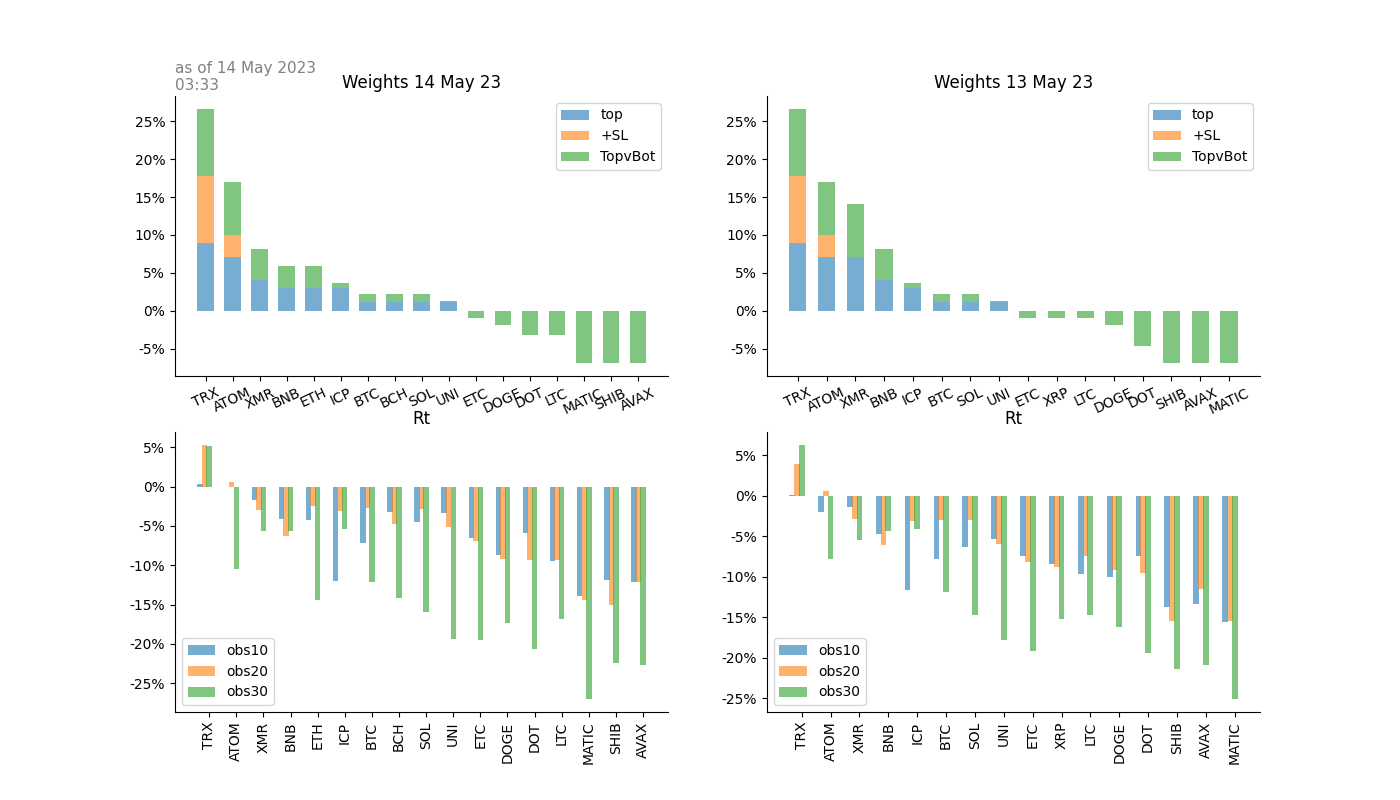 as of 14 May 2023
03:33
Weights 14 May 23
25%
20%
15%
10%
5%
0%
-5%
top
+SL
TopvBot
TRX ATOM XMR BNB ETH ICP BTC BCH SOL UNI ETC DOGE DOT LTC MATIC SHIB AVAX
Weights 13 May 23
25%
20%
15%
10%
5%
0%
-5%
top
+SL
TopvBot
TRX ATOM XMR BNB ICP BTC SOL UNI ETC XRP LTC DOGE DOT SHIB AVAX MATIC
Rt
5%
0%
-5%
-10%
-15%
-20%
-25%
obs10
obs20
obs30
TRX ATOM XMR BNB ETH ICP BTC BCH SOL UNI ETC DOGE DOT LTC MATIC SHIB AVAX
Rt
5%
0%
-5%
-10%
-15%
-20%
-25%
obs10
obs20
obs30
TRX ATOM XMR BNB ICP BTC SOL UNI ETC XRP LTC DOGE DOT SHIB AVAX MATIC